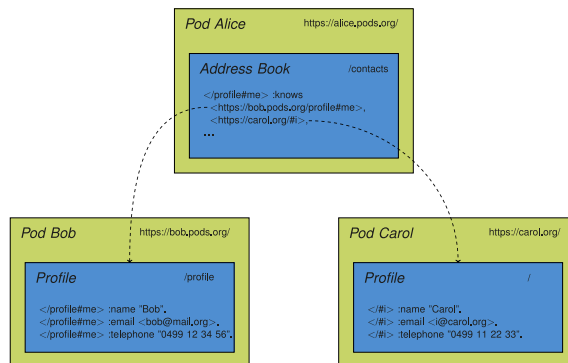 Pod Alice https://alice.pods.org/
Address Book /contacts
</profile#me> :knows
<https://bob.pods.org/profile#me>,
<https://carol.org/#i>,
...
Pod Bob https://bob.pods.org/
Profile /profile
</profile#me> :name "Bob".
</profile#me> :email <bob@mail.org>.
</profile#me> :telephone "0499 12 34 56".
Pod Carol https://carol.org/
Profile /
</#i> :name "Carol".
</#i> :email <i@carol.org>.
</#i> :telephone "0499 11 22 33".